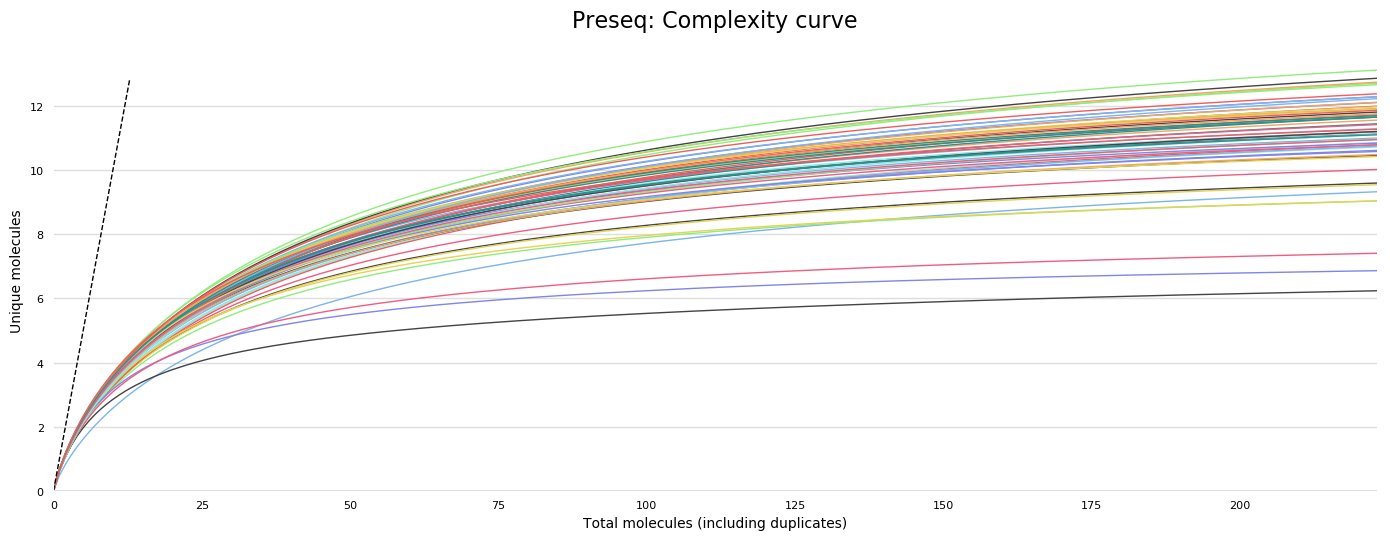 Preseq: Complexity curve
Unique molecules
12
10
8
6
4
2
0
0 25 50 75 100 125 150 175 200
Total molecules (including duplicates)